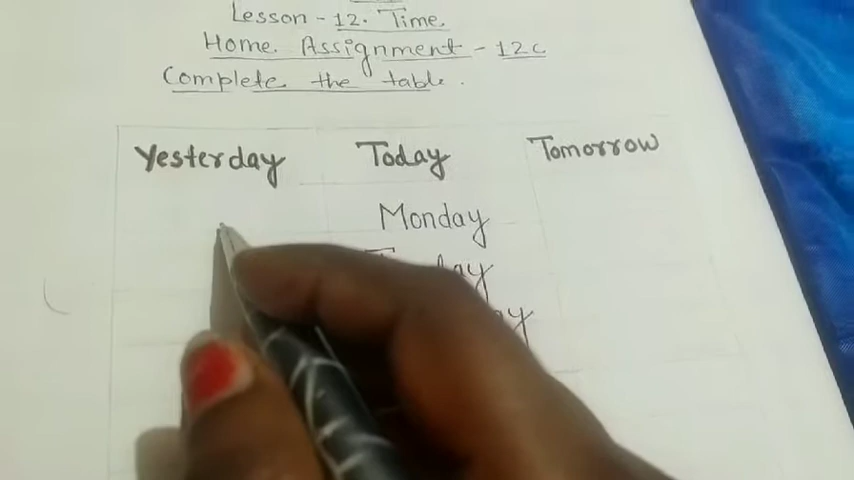 Lesson - 12. Time.
Home. Assignment - 12c
Complete the table.
Yesterday Today Tomorrow
Monday